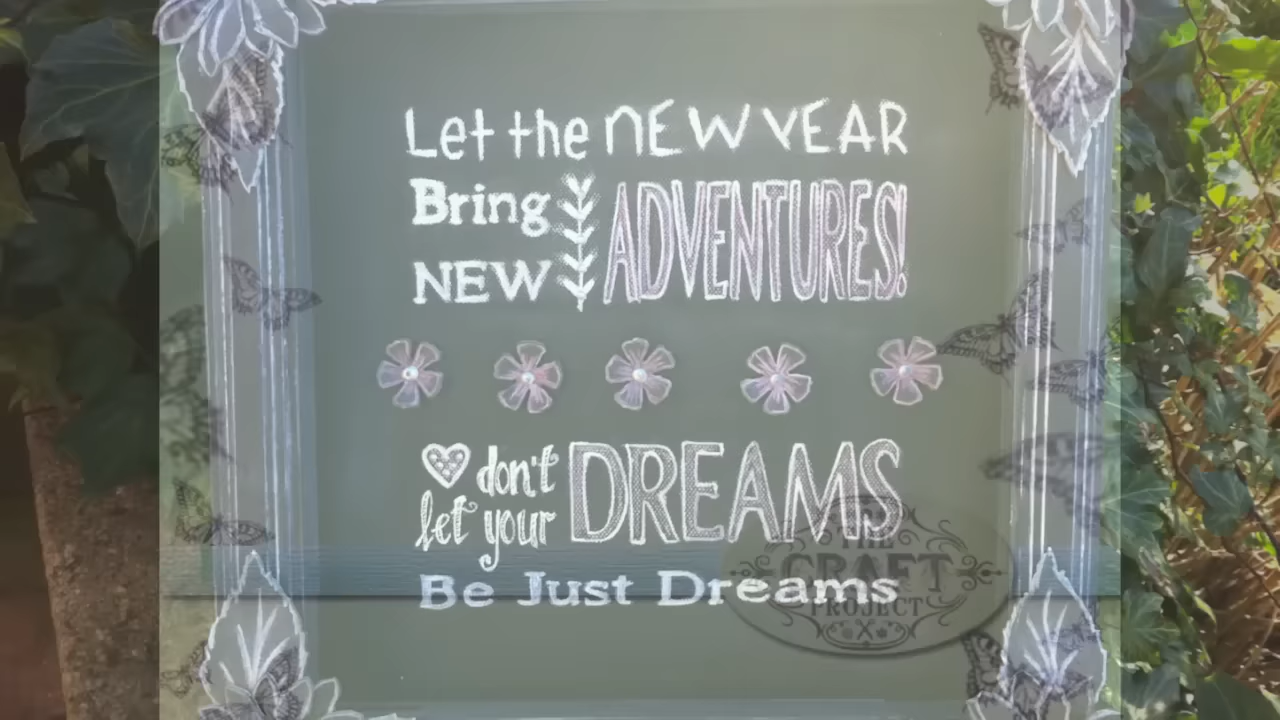 Let the NEW YEAR
Bring NEW ADVENTURES!
don't let your DREAMS
Be Just Dreams
THE
CRAFT
PROJECT